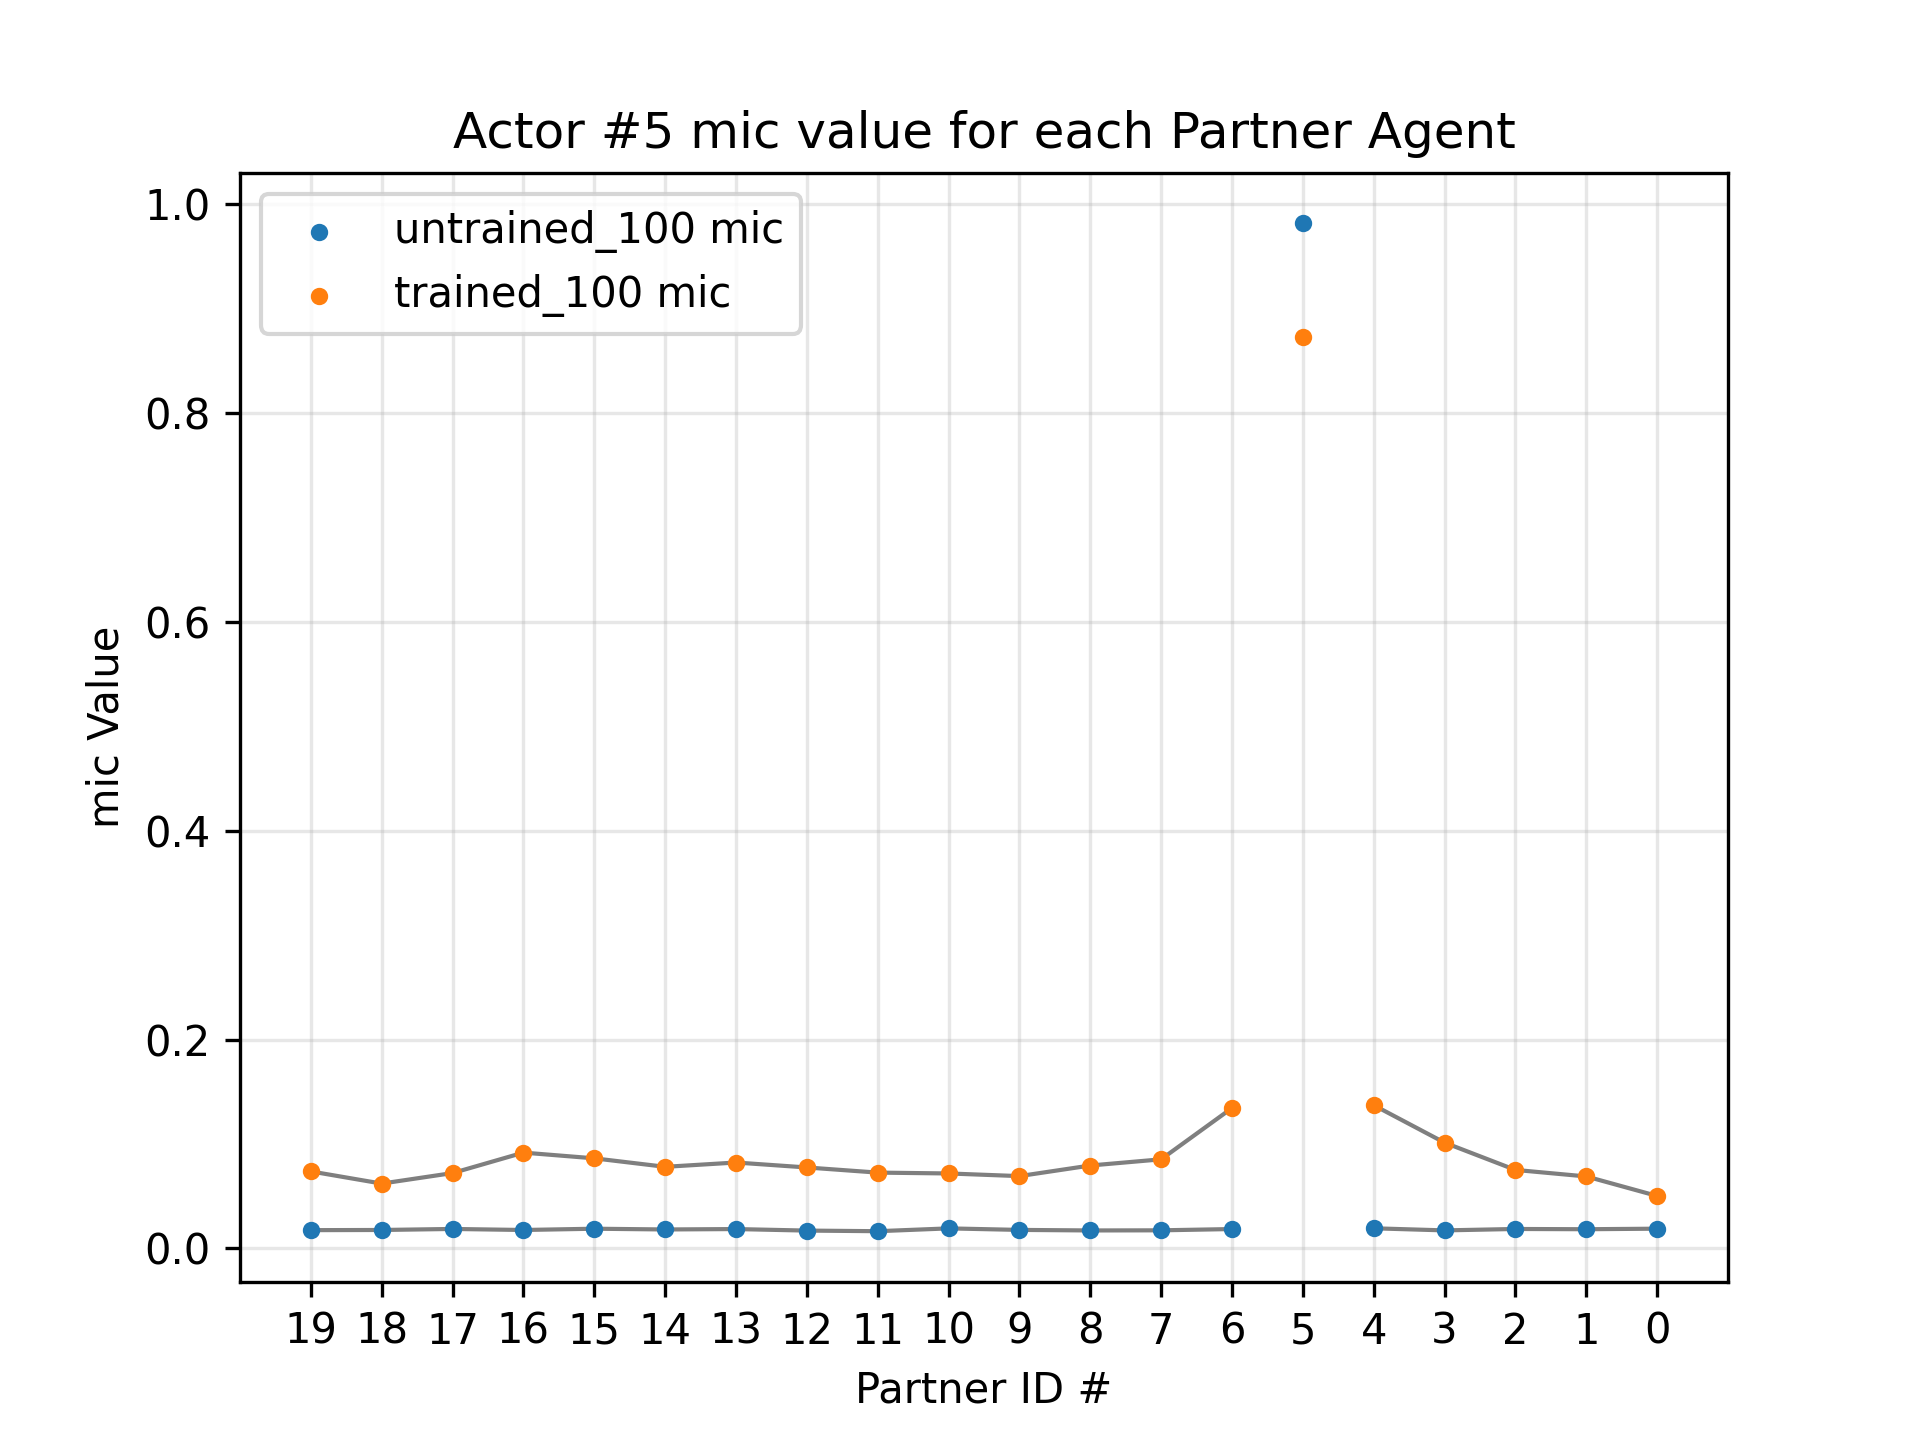 Actor #5 mic value for each Partner Agent
untrained_100 mic
trained_100 mic
1.0
0.8
0.6
0.4
0.2
0.0
mic Value
19 18 17 16 15 14 13 12 11 10 9 8 7 6 5 4 3 2 1 0
Partner ID #